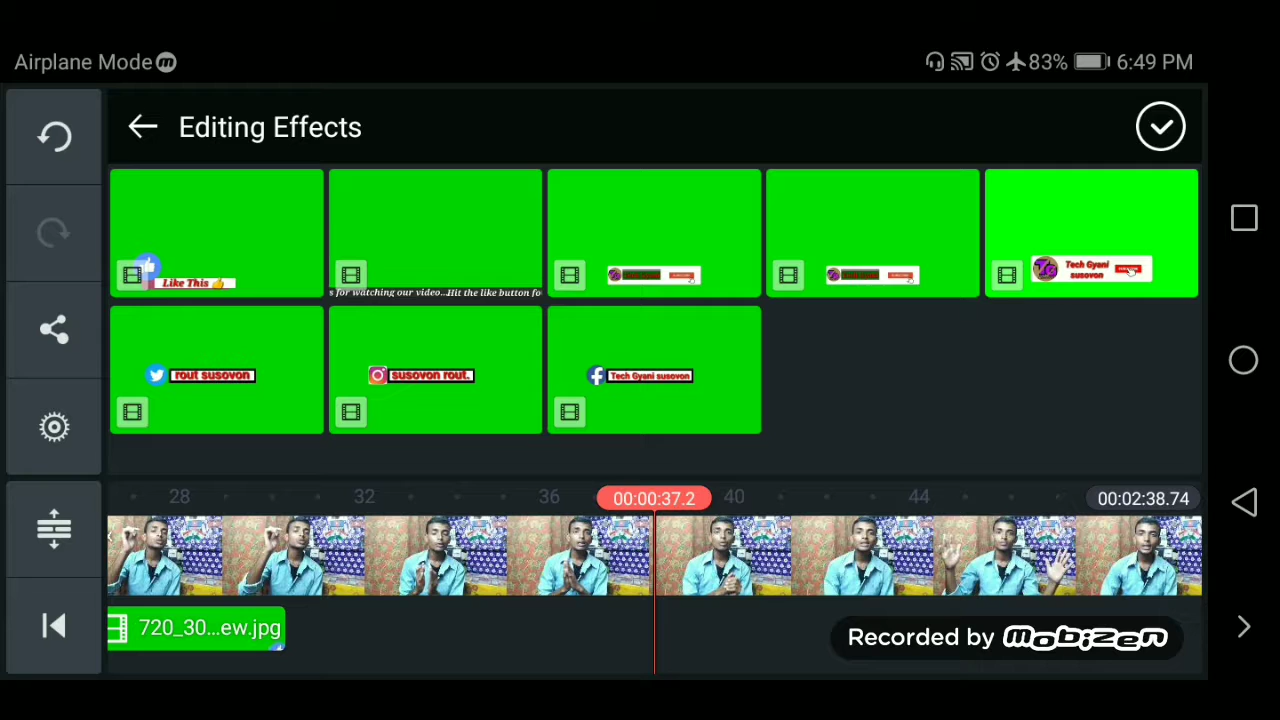 Airplane Mode
83% 6:49 PM
Editing Effects
Like This 👍
s for watching our video...Hit the like button fo
Tech Gyani
susovon
rout susovon
susovon rout.
Tech Gyani susovon
28 32 36 00:00:37.2 40 44 00:02:38.74
720_30...ew.jpg
Recorded by mobizen